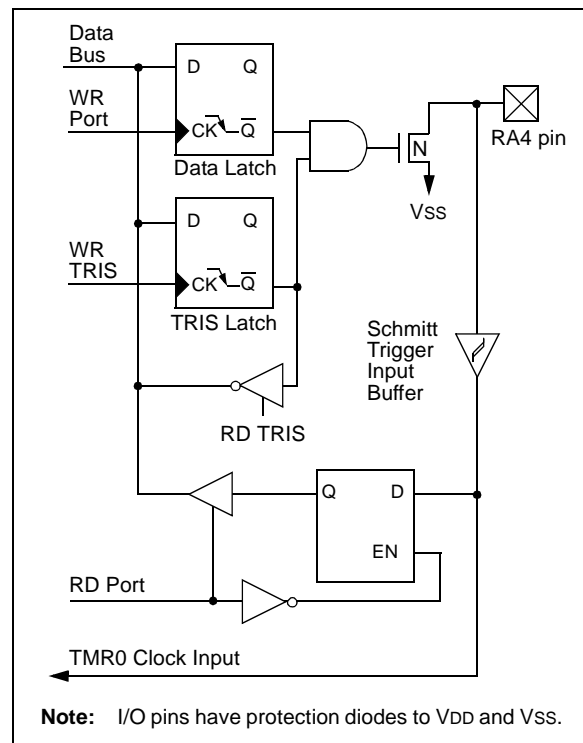 Data
Bus
D Q
WR
Port
CK Q̅
N
RA4 pin
Data Latch
VSS
D Q
WR
TRIS
CK Q̅
TRIS Latch
Schmitt
Trigger
Input
Buffer
RD TRIS
Q D
EN
RD Port
TMR0 Clock Input
Note: I/O pins have protection diodes to VDD and VSS.